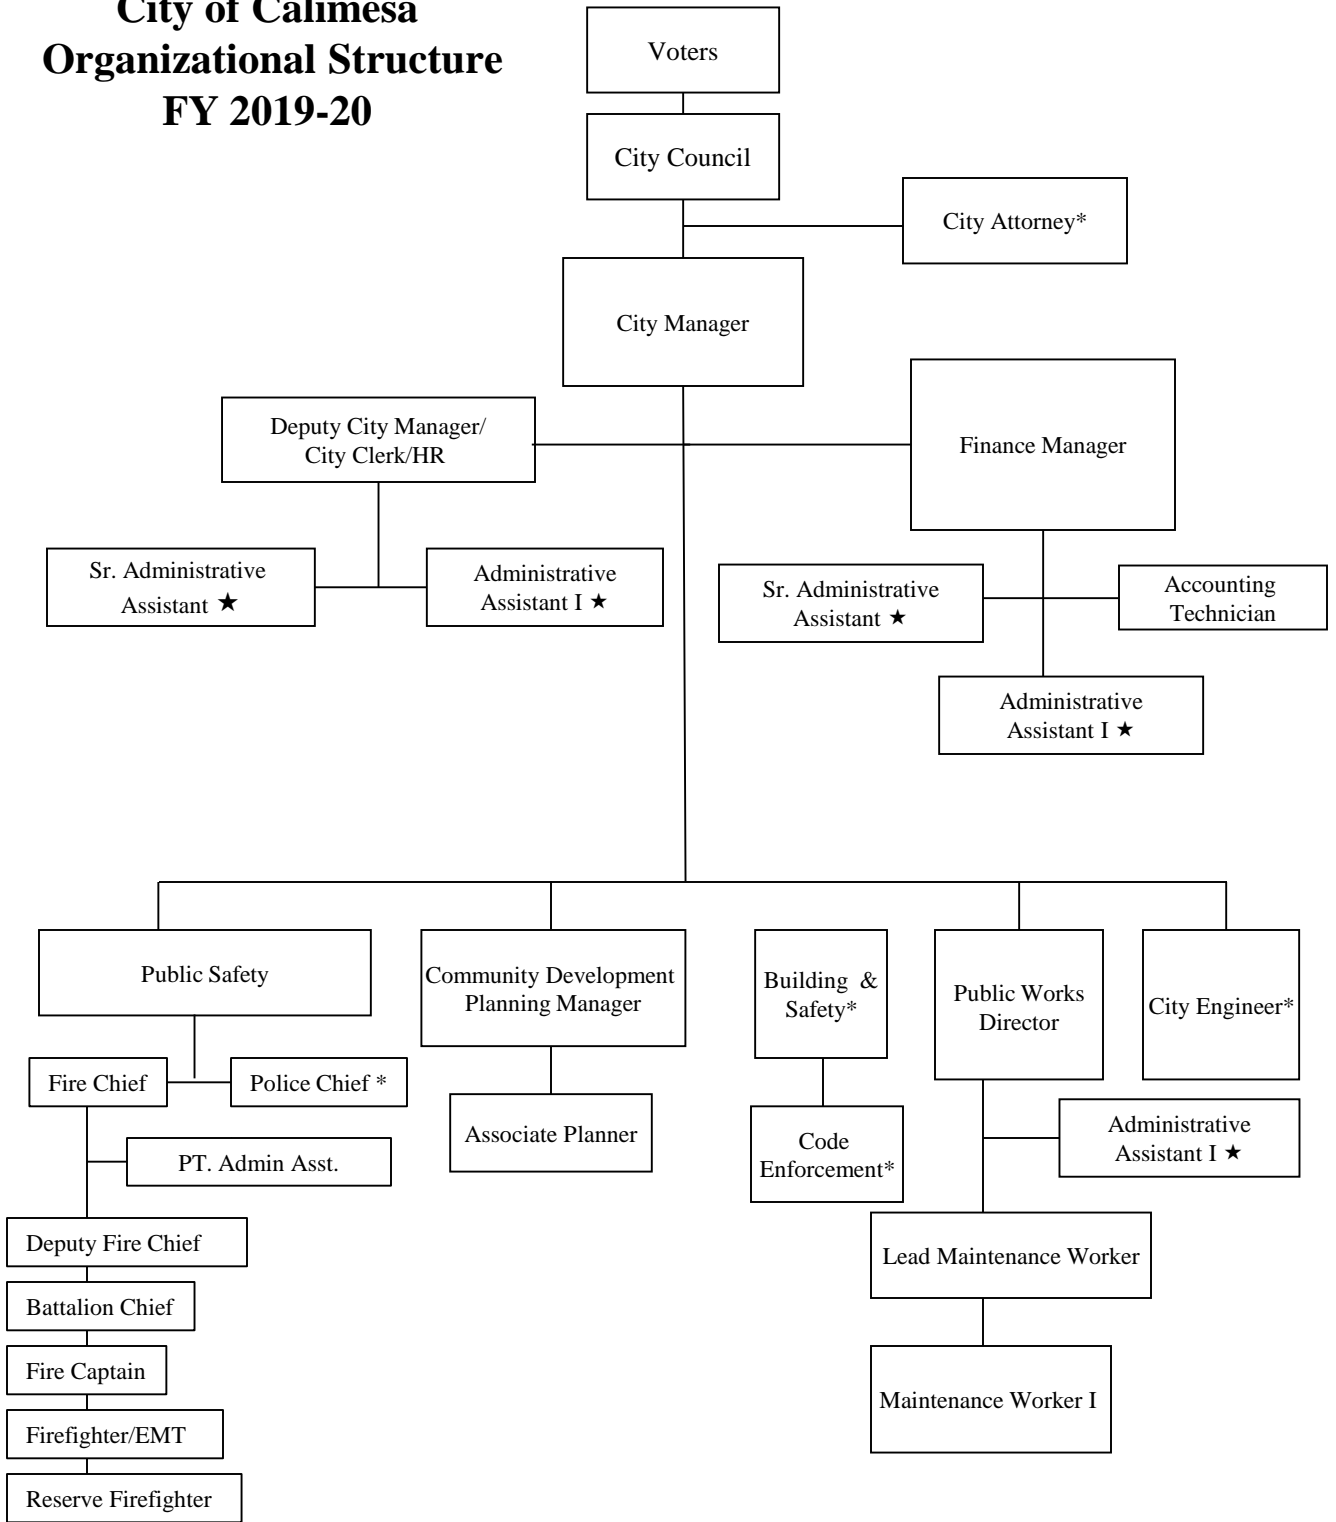 City of Calimesa
Organizational Structure
FY 2019-20
Voters
City Council
City Attorney*
City Manager
Deputy City Manager/
City Clerk/HR
Finance Manager
Sr. Administrative
Assistant ★
Administrative
Assistant I ★
Sr. Administrative
Assistant ★
Accounting
Technician
Administrative
Assistant I ★
Public Safety
Community Development
Planning Manager
Building & 
Safety*
Public Works
Director
City Engineer*
Fire Chief
Police Chief *
PT. Admin Asst.
Associate Planner
Code
Enforcement*
Administrative
Assistant I ★
Deputy Fire Chief
Battalion Chief
Fire Captain
Firefighter/EMT
Reserve Firefighter
Lead Maintenance Worker
Maintenance Worker I